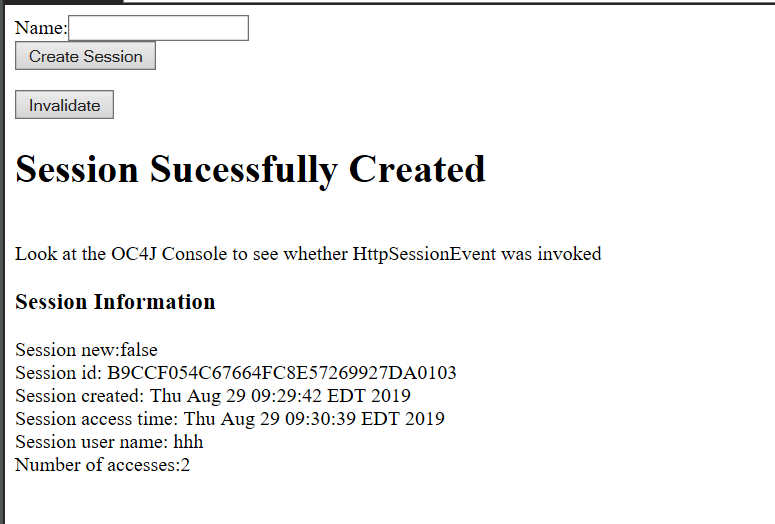 Name:
Create Session
Invalidate
Session Sucessfully Created
Look at the OC4J Console to see whether HttpSessionEvent was invoked
Session Information
Session new:false
Session id: B9CCF054C67664FC8E57269927DA0103
Session created: Thu Aug 29 09:29:42 EDT 2019
Session access time: Thu Aug 29 09:30:39 EDT 2019
Session user name: hhh
Number of accesses:2